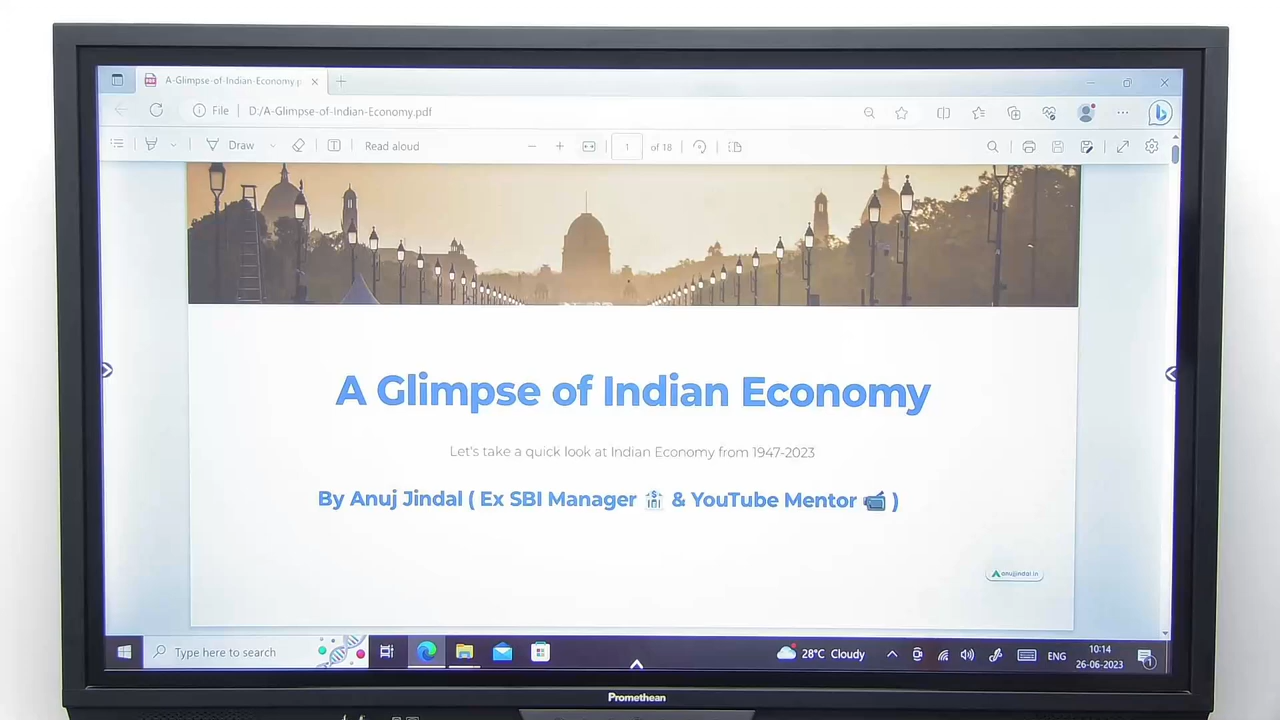 A-Glimpse-of-Indian-Economy.p
File
D:/A-Glimpse-of-Indian-Economy.pdf
Draw
Read aloud
1
of 18
A Glimpse of Indian Economy
Let's take a quick look at Indian Economy from 1947-2023
By Anuj Jindal ( Ex SBI Manager & YouTube Mentor )
anujjindal.in
Type here to search
28°C Cloudy
ENG
10:14
26-06-2023
1
Promethean